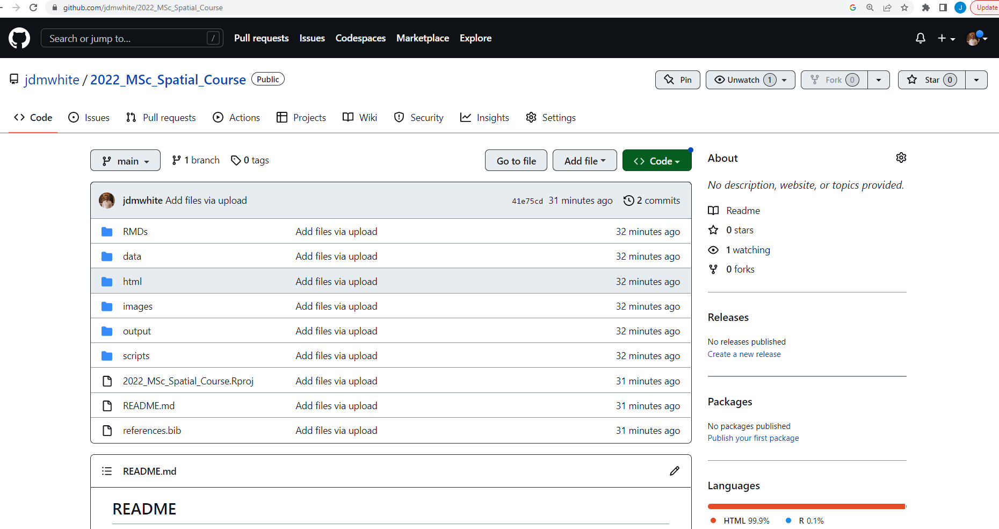 github.com/jdmwhite/2022_MSc_Spatial_Course
J
Update
Search or jump to...
/
Pull requests Issues Codespaces Marketplace Explore
jdmwhite / 2022_MSc_Spatial_Course Public
Pin
Unwatch 1
Fork 0
Star 0
Code Issues Pull requests Actions Projects Wiki Security Insights Settings
main 1 branch 0 tags
Go to file Add file Code
jdmwhite Add files via upload 41e75cd 31 minutes ago 2 commits
RMDs Add files via upload 32 minutes ago
data Add files via upload 32 minutes ago
html Add files via upload 32 minutes ago
images Add files via upload 32 minutes ago
output Add files via upload 32 minutes ago
scripts Add files via upload 32 minutes ago
2022_MSc_Spatial_Course.Rproj Add files via upload 31 minutes ago
README.md Add files via upload 31 minutes ago
references.bib Add files via upload 31 minutes ago
README.md
README
About
No description, website, or topics provided.
Readme
0 stars
1 watching
0 forks
Releases
No releases published
Create a new release
Packages
No packages published
Publish your first package
Languages
HTML 99.9% R 0.1%